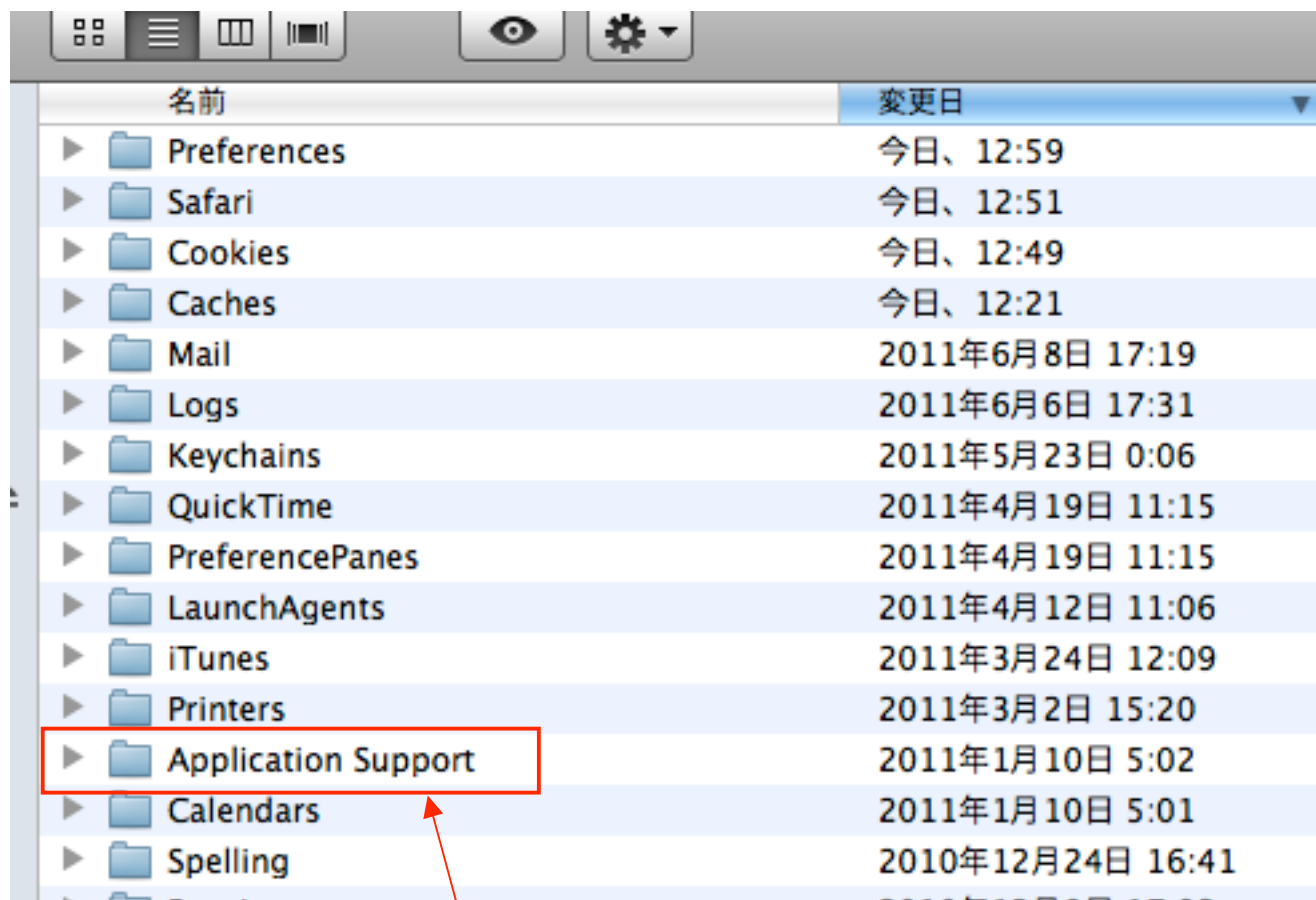 名前 変更日
Preferences 今日、12:59
Safari 今日、12:51
Cookies 今日、12:49
Caches 今日、12:21
Mail 2011年6月8日 17:19
Logs 2011年6月6日 17:31
Keychains 2011年5月23日 0:06
QuickTime 2011年4月19日 11:15
PreferencePanes 2011年4月19日 11:15
LaunchAgents 2011年4月12日 11:06
iTunes 2011年3月24日 12:09
Printers 2011年3月2日 15:20
Application Support 2011年1月10日 5:02
Calendars 2011年1月10日 5:01
Spelling 2010年12月24日 16:41